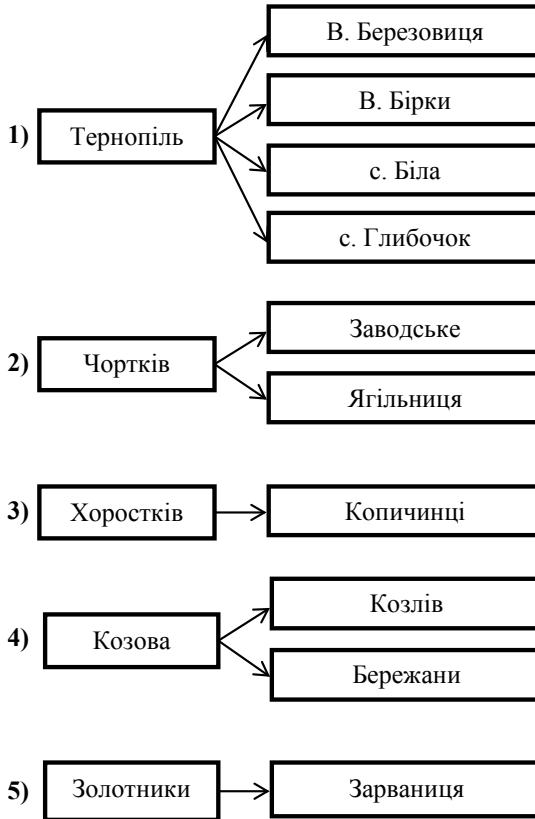 В. Березовиця
В. Бірки
1) Тернопіль
с. Біла
с. Глибочок
Заводське
2) Чортків
Ягільниця
3) Хоростків Копичинці
Козлів
4) Козова
Бережани
5) Золотники Зарваниця